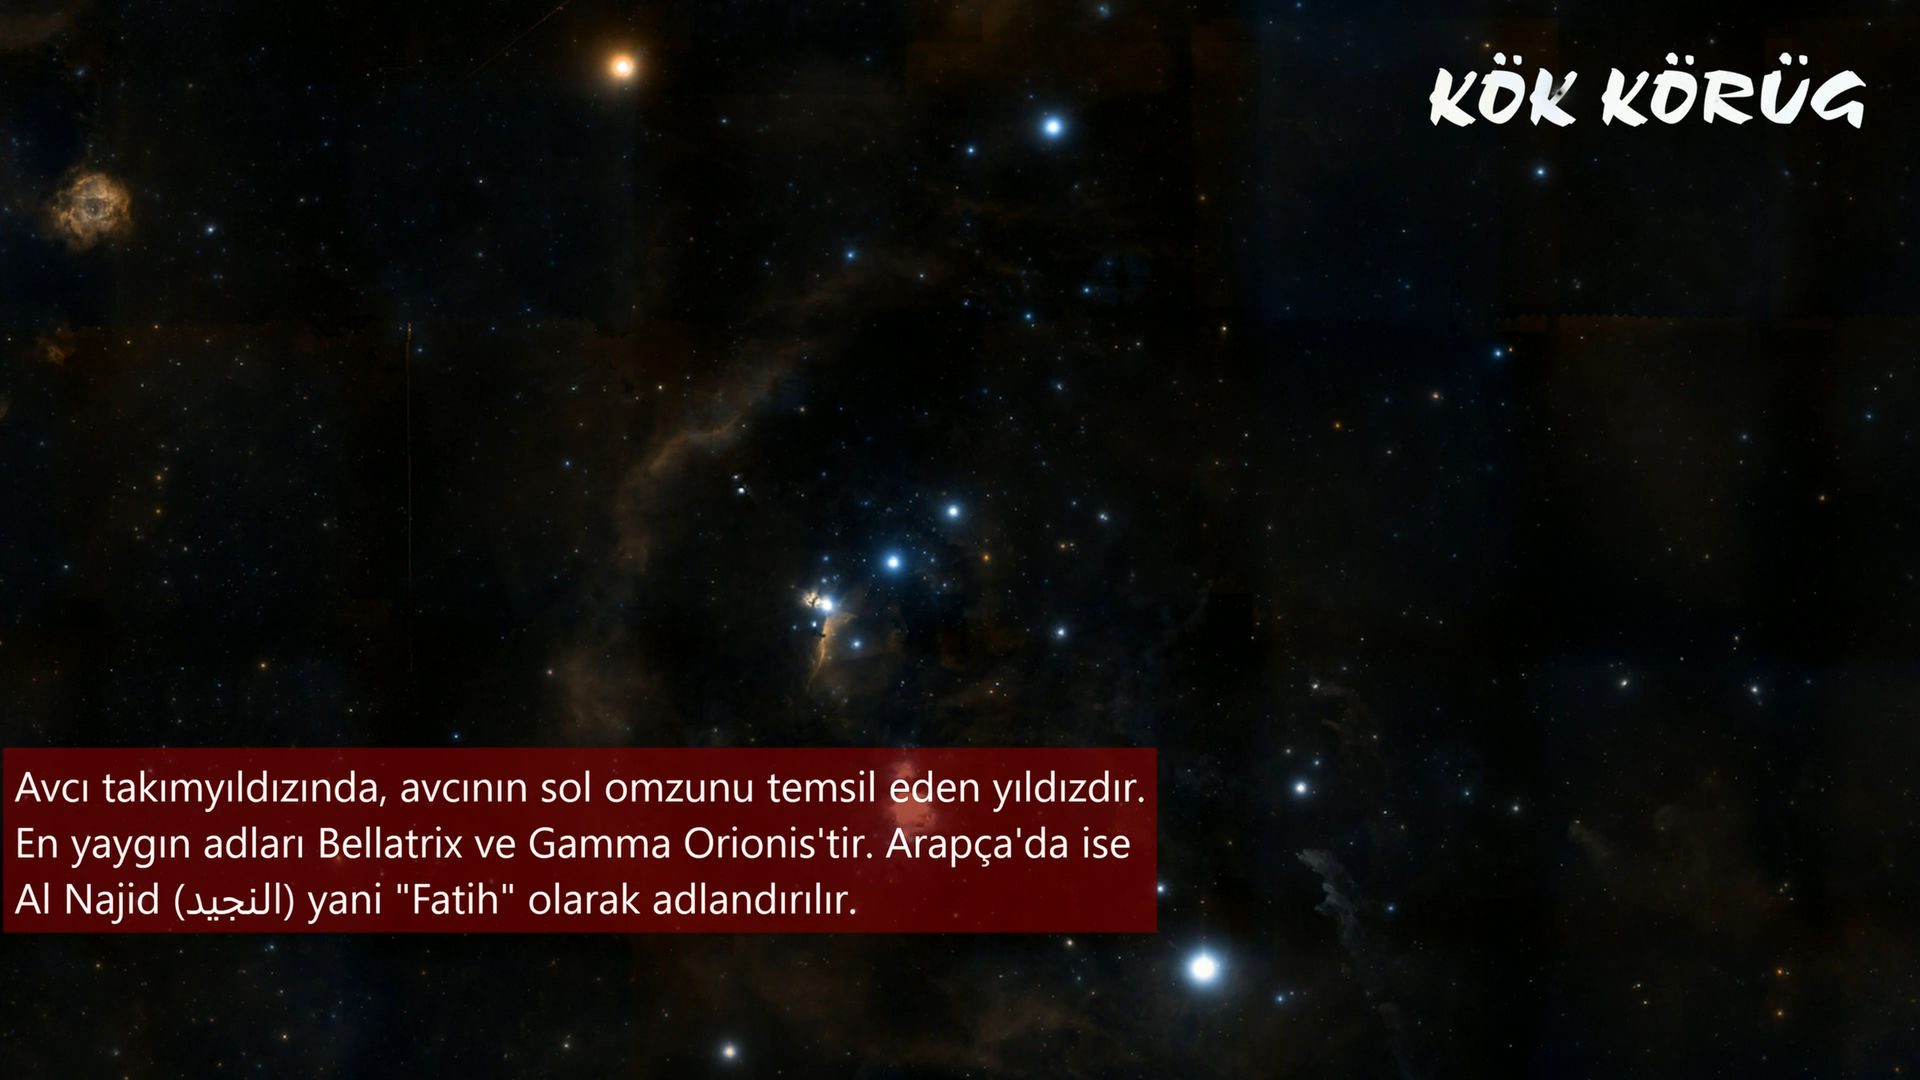 KÖK KÖRÜG
Avcı takımyıldızında, avcının sol omzunu temsil eden yıldızdır.
En yaygın adları Bellatrix ve Gamma Orionis'tir. Arapça'da ise
Al Najid (النجيد) yani "Fatih" olarak adlandırılır.